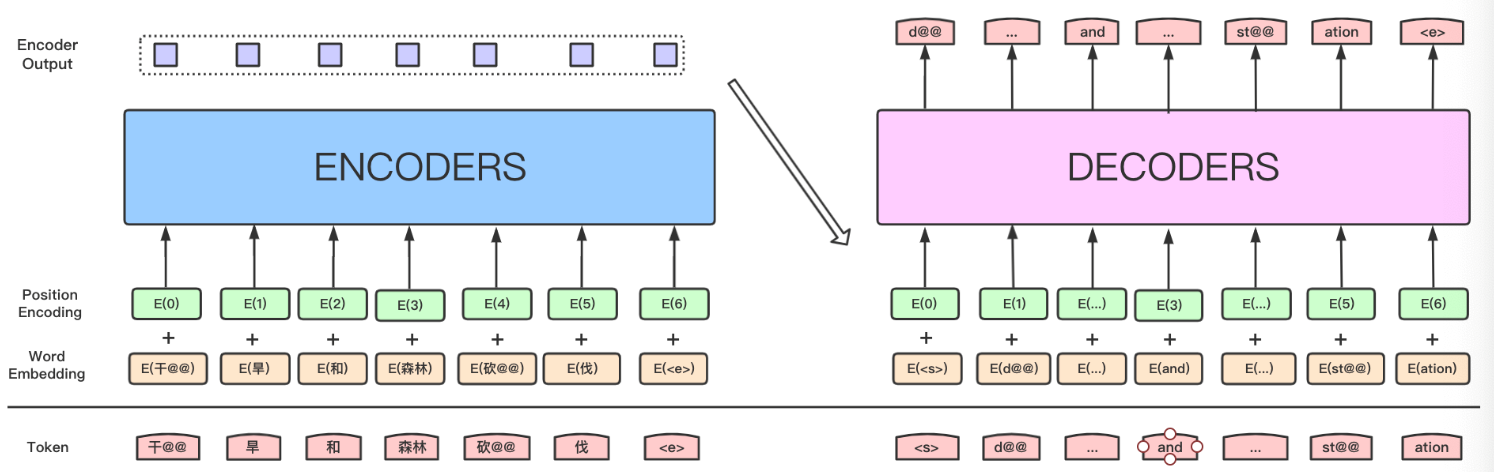 Encoder
Output
d@@ ... and ... st@@ ation <e>
ENCODERS
DECODERS
Position
Encoding
E(0) E(1) E(2) E(3) E(4) E(5) E(6)
E(0) E(1) E(...) E(3) E(...) E(5) E(6)
+ + + + + + +
+ + + + + + +
Word
Embedding
E(干@@) E(旱) E(和) E(森林) E(砍@@) E(伐) E(<e>)
E(<s>) E(d@@) E(...) E(and) E(...) E(st@@) E(ation)
Token
干@@ 旱 和 森林 砍@@ 伐 <e>
<s> d@@ ... and ... st@@ ation